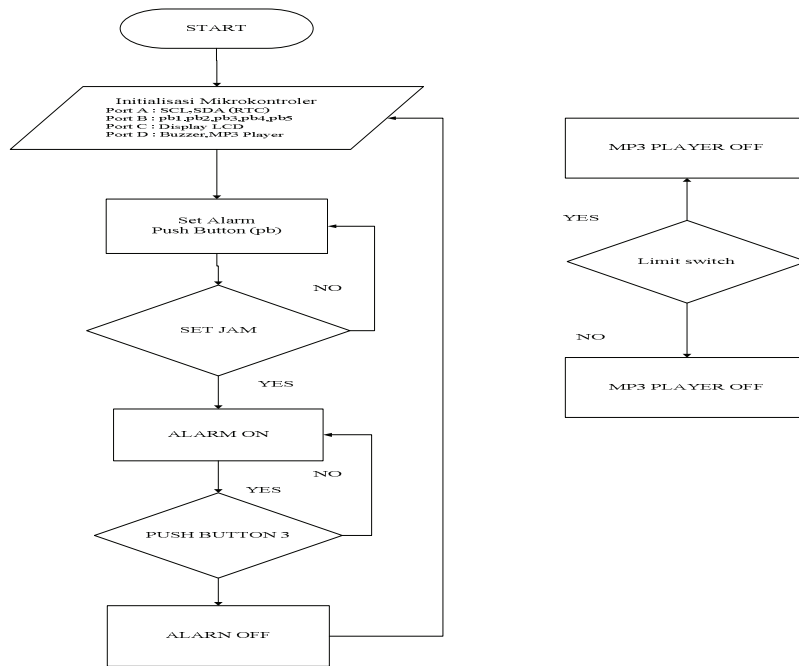 START
Initialisasi Mikrokontroler
Port A : SCL,SDA (RTC)
Port B : pb1,pb2,pb3,pb4,pb5
Port C : Display LCD
Port D : Buzzer,MP3 Player
Set Alarm
Push Button (pb)
NO
SET JAM
YES
ALARM ON
NO
YES
PUSH BUTTON 3
ALARN OFF
MP3 PLAYER OFF
YES
Limit switch
NO
MP3 PLAYER OFF